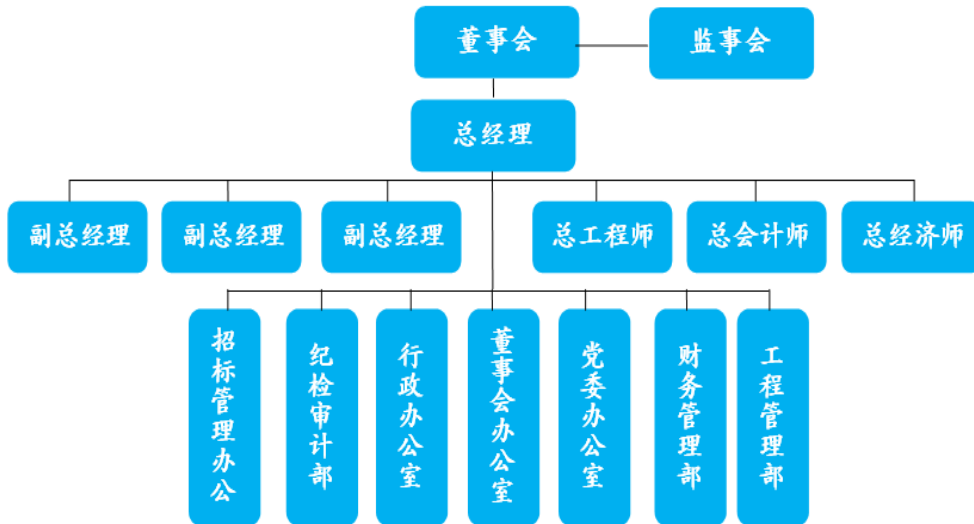 董事会
监事会
总经理
副总经理
副总经理
副总经理
总工程师
总会计师
总经济师
招标管理办公
纪检审计部
行政办公室
董事会办公室
党委办公室
财务管理部
工程管理部